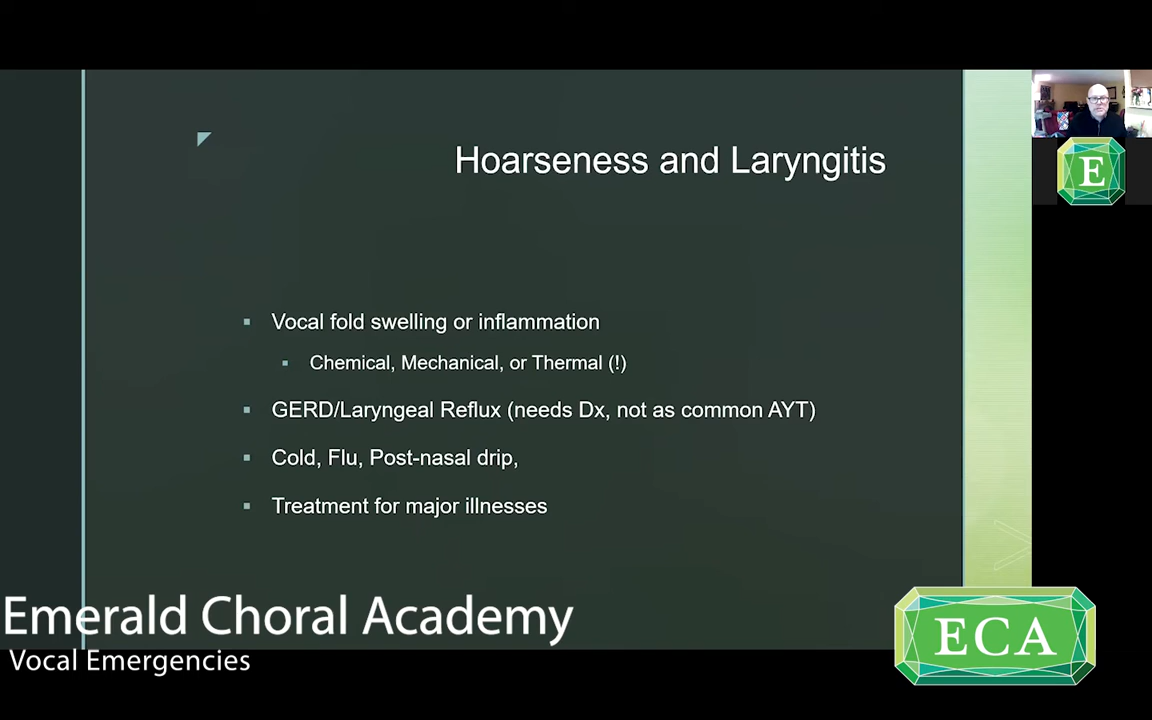 Hoarseness and Laryngitis
Vocal fold swelling or inflammation
Chemical, Mechanical, or Thermal (!)
GERD/Laryngeal Reflux (needs Dx, not as common AYT)
Cold, Flu, Post-nasal drip,
Treatment for major illnesses
E
Emerald Choral Academy
Vocal Emergencies
ECA